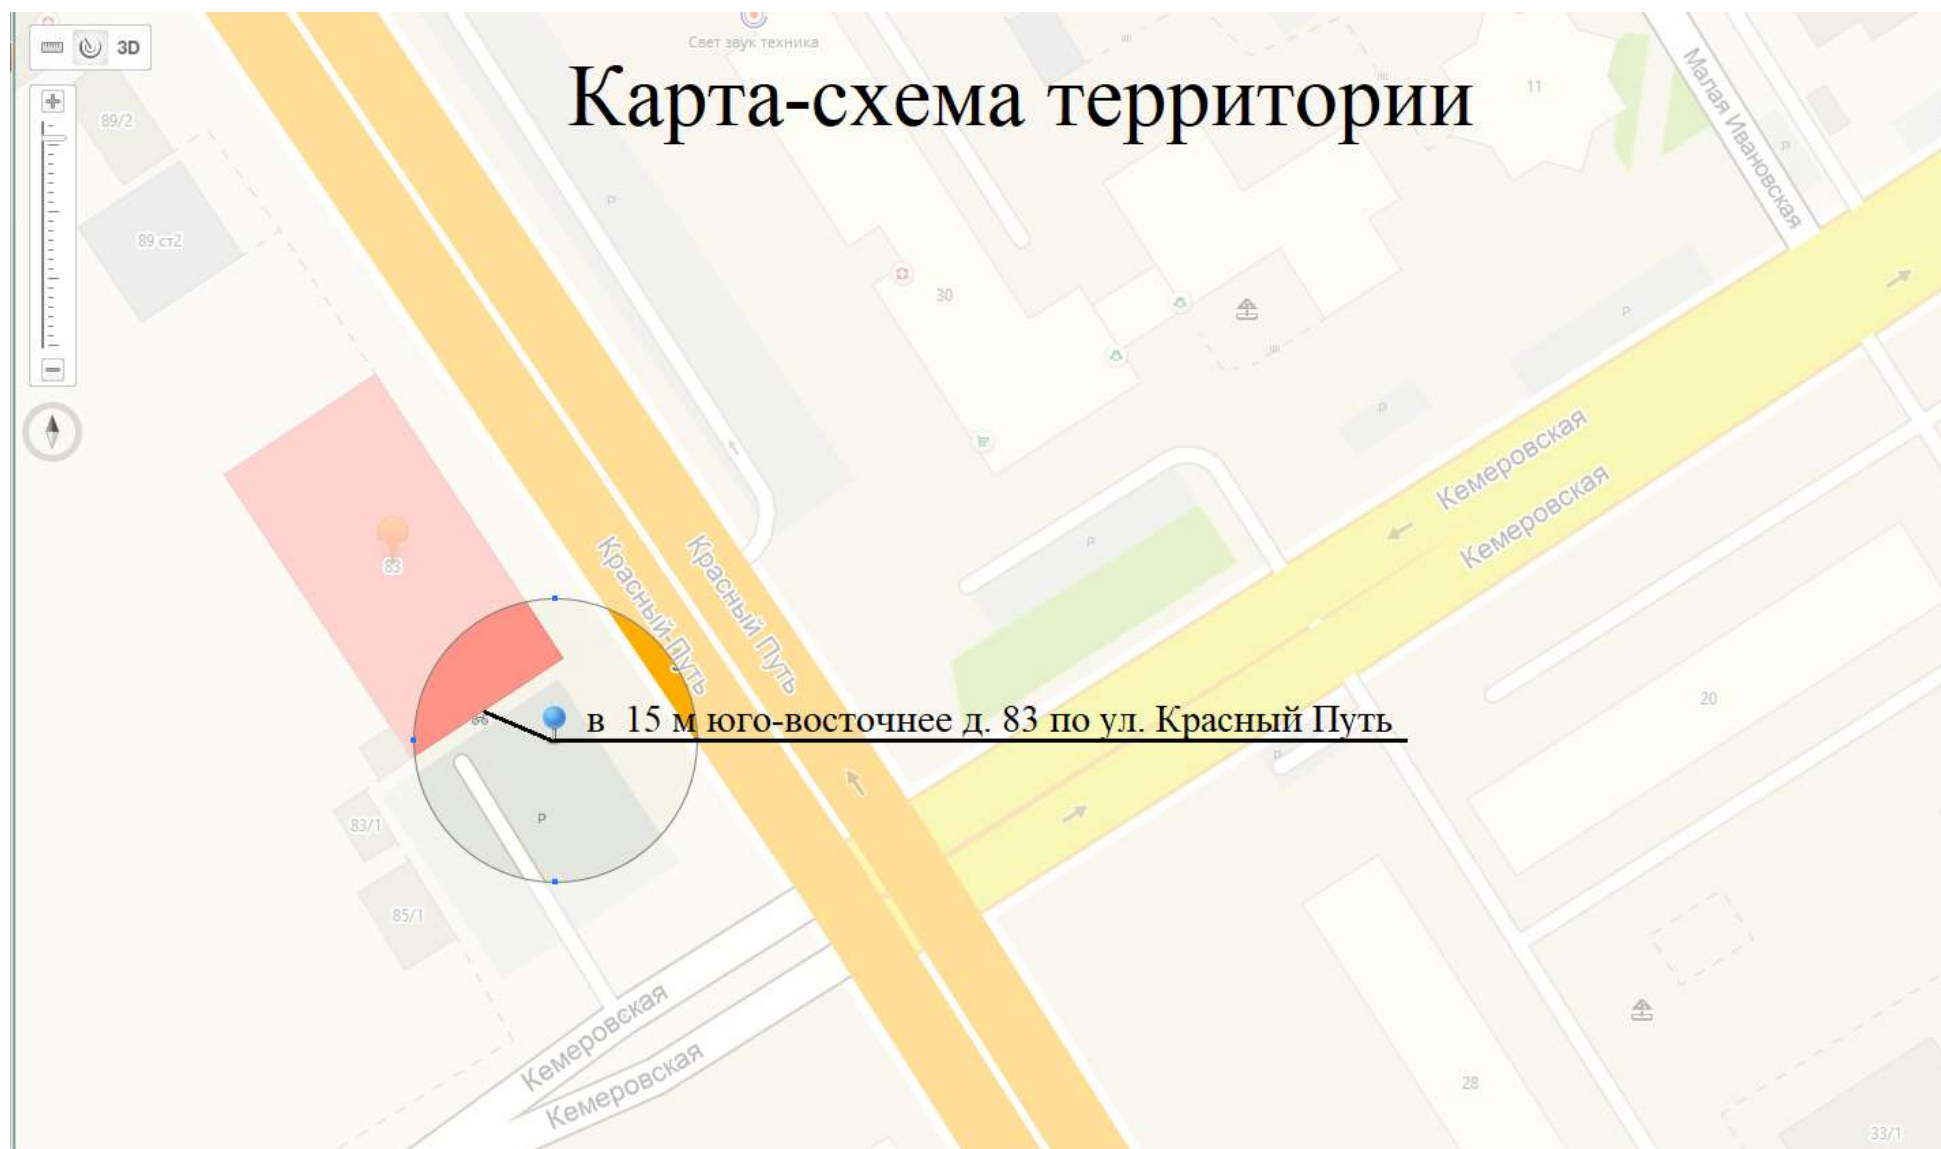 3D
Свет звук техника
Карта-схема территории
11
Малая Ивановская
P
89/2
P
89 ст2
30
P
P
Кемеровская
Кемеровская
P
83
Красный Путь
Красный Путь
20
в 15 м юго-восточнее д. 83 по ул. Красный Путь
P
83/1
P
85/1
Кемеровская
Кемеровская
28
33/1